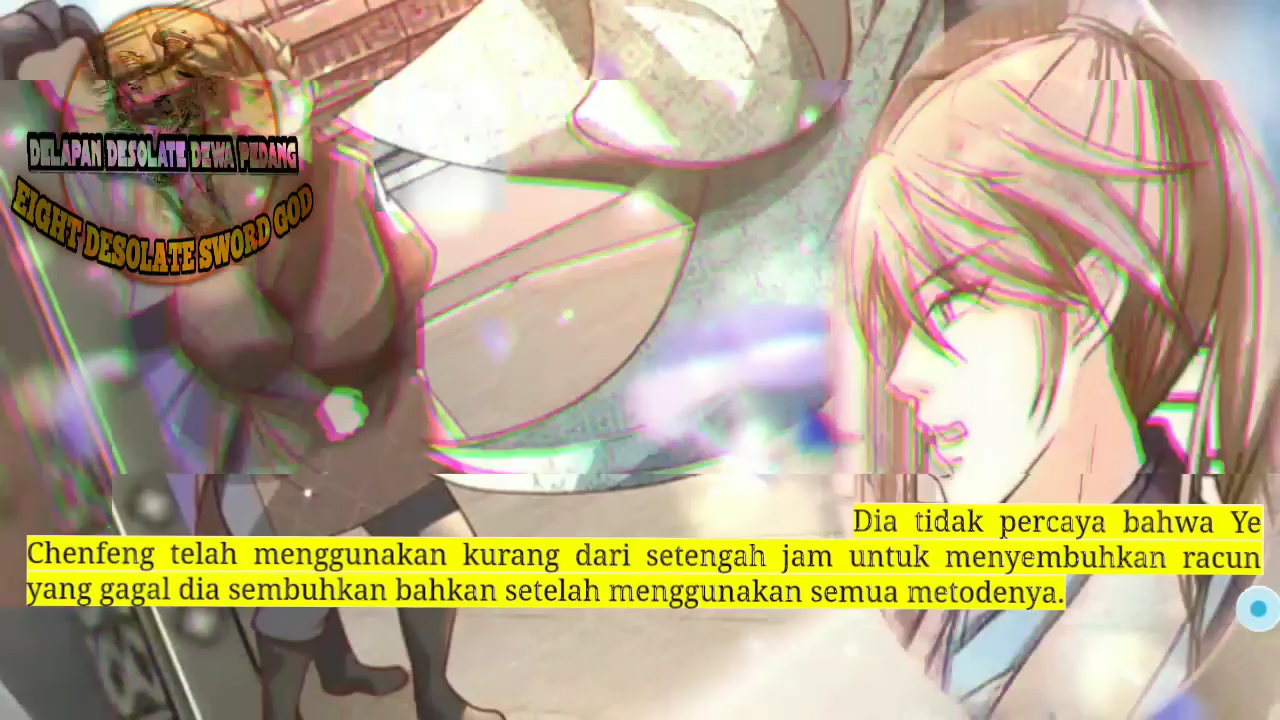 DELAPAN DESOLATE DEWA PEDANG
EIGHT DESOLATE SWORD GOD
Dia tidak percaya bahwa Ye
Chenfeng telah menggunakan kurang dari setengah jam untuk menyembuhkan racun
yang gagal dia sembuhkan bahkan setelah menggunakan semua metodenya.